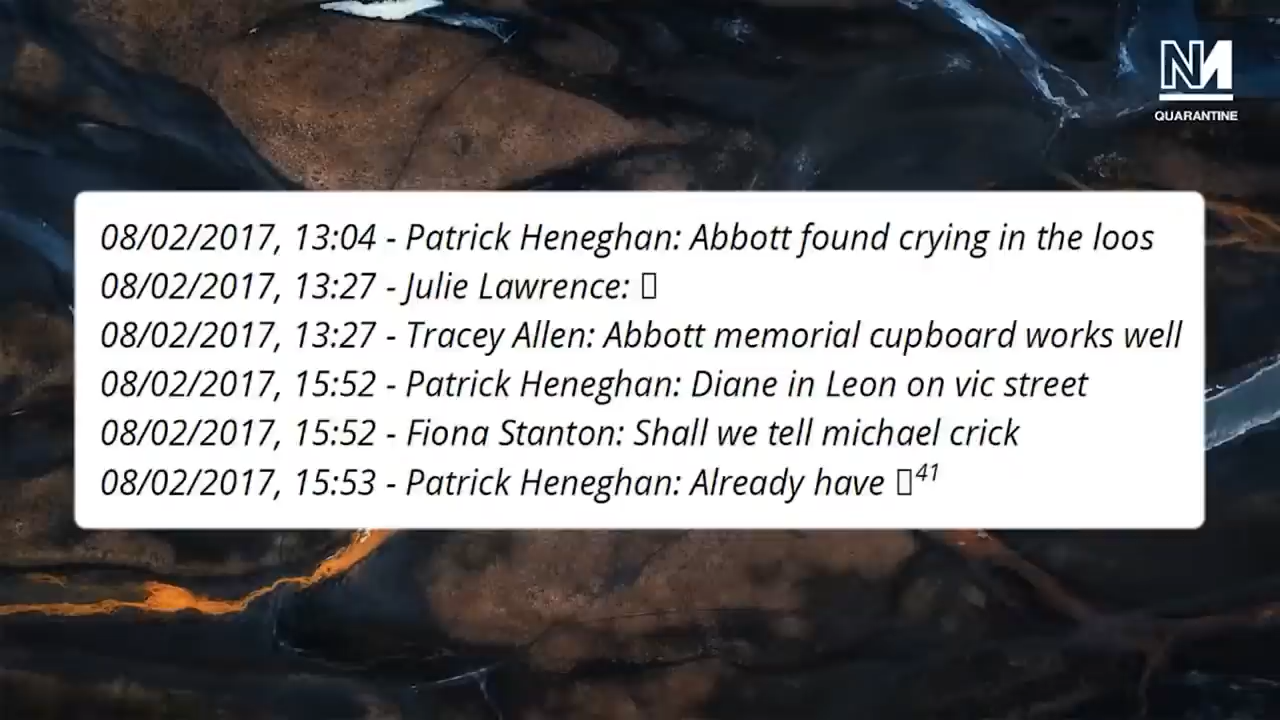 NM
QUARANTINE
08/02/2017, 13:04 - Patrick Heneghan: Abbott found crying in the loos
08/02/2017, 13:27 - Julie Lawrence: ▯
08/02/2017, 13:27 - Tracey Allen: Abbott memorial cupboard works well
08/02/2017, 15:52 - Patrick Heneghan: Diane in Leon on vic street
08/02/2017, 15:52 - Fiona Stanton: Shall we tell michael crick
08/02/2017, 15:53 - Patrick Heneghan: Already have ▯41